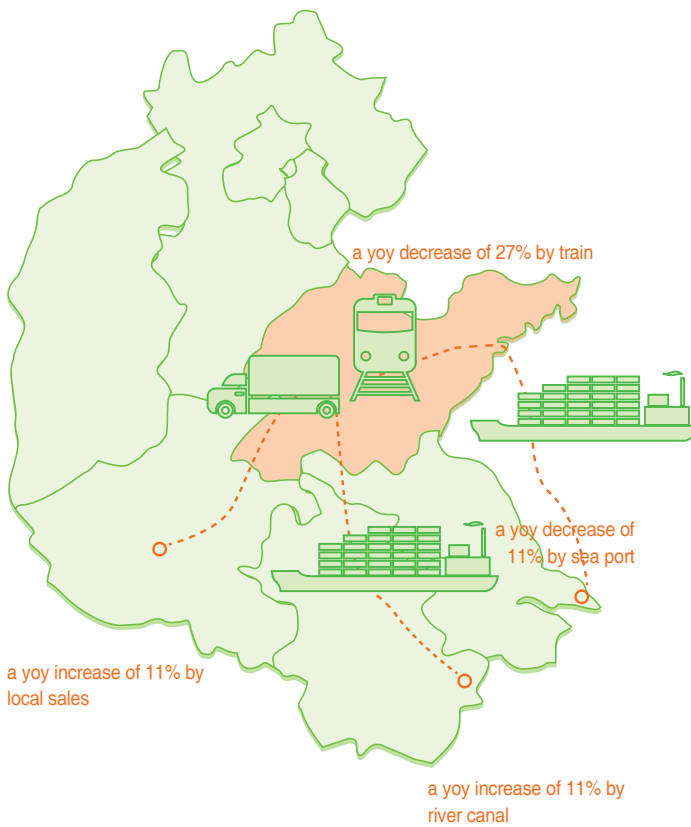 a yoy decrease of 27% by train
a yoy decrease of
11% by sea port
a yoy increase of 11% by
local sales
a yoy increase of 11% by
river canal